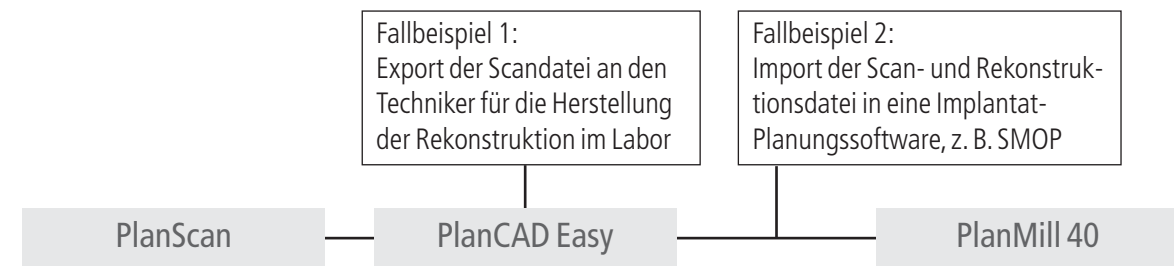 Fallbeispiel 1:
Export der Scandatei an den
Techniker für die Herstellung
der Rekonstruktion im Labor
Fallbeispiel 2:
Import der Scan- und Rekonstruk-
tionsdatei in eine Implantat-
Planungssoftware, z. B. SMOP
PlanScan
PlanCAD Easy
PlanMill 40